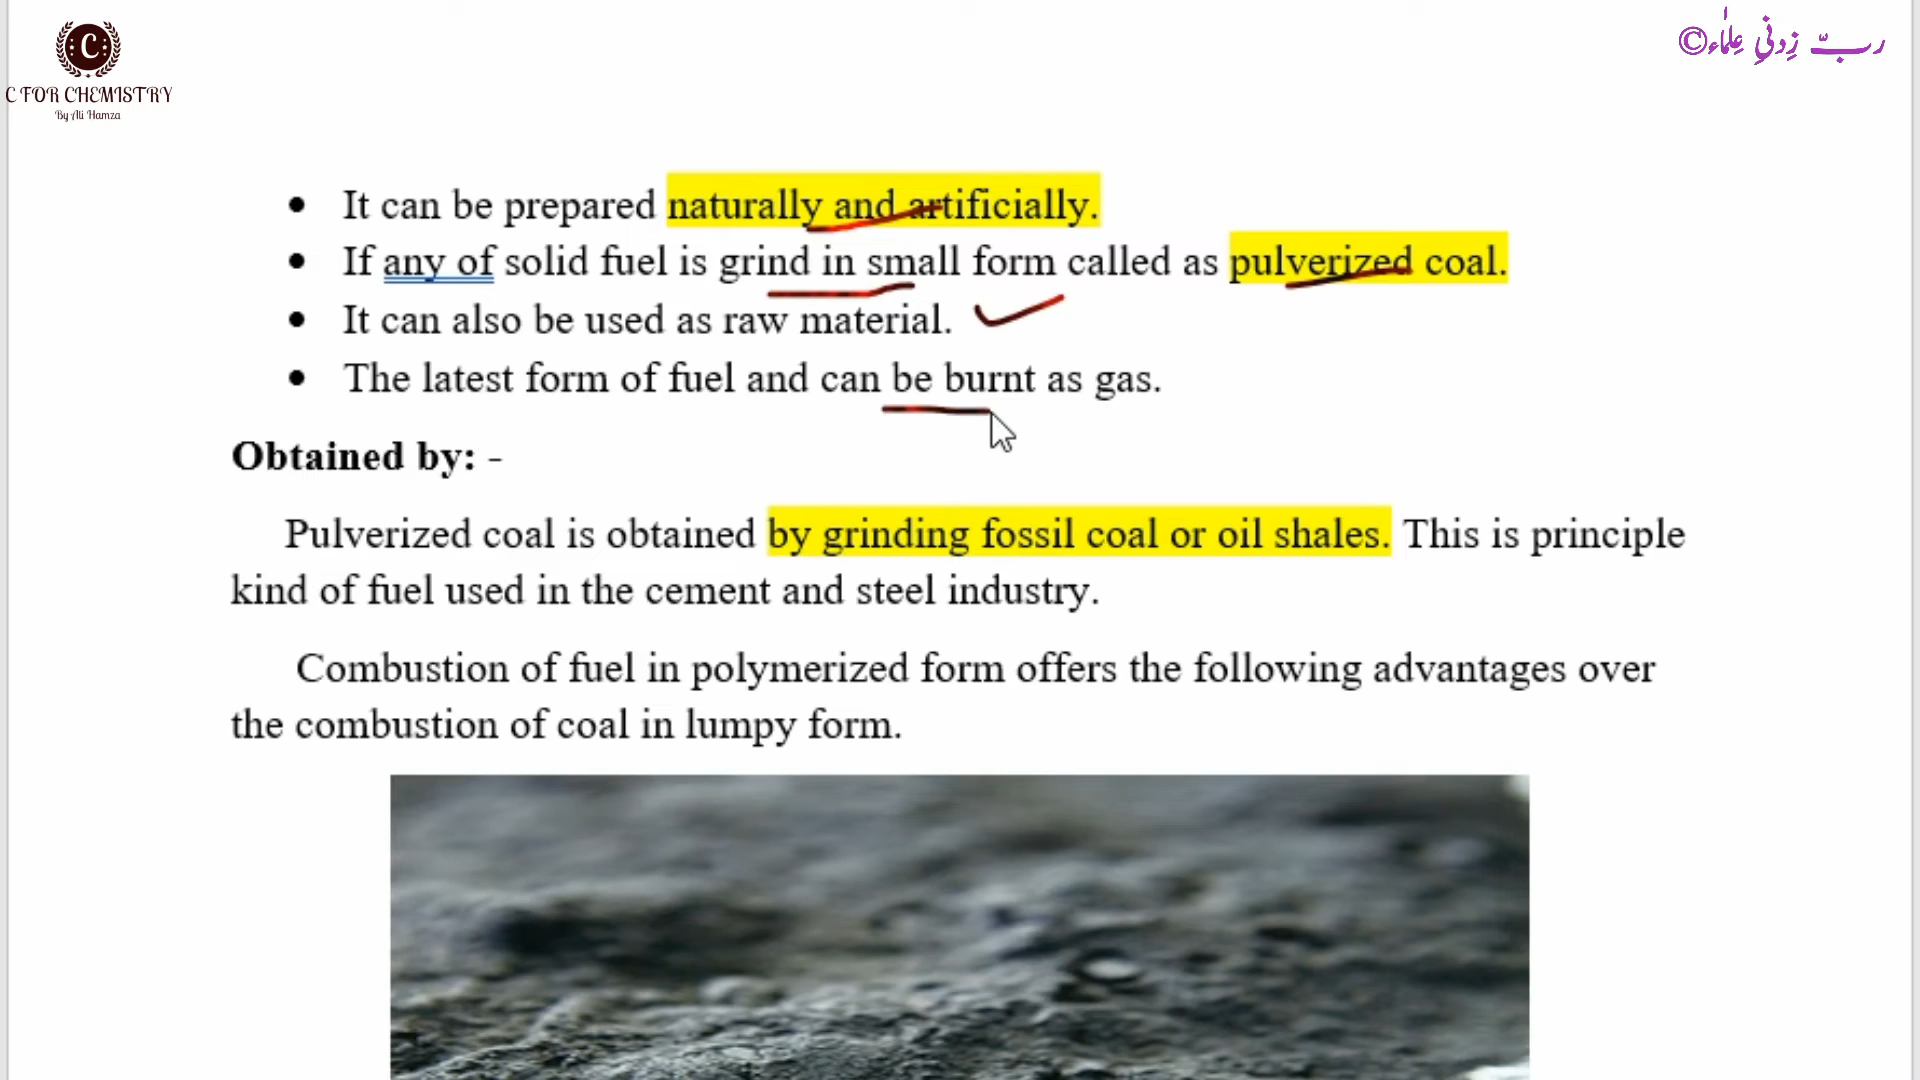 C
C FOR CHEMISTRY
By Ali Hamza
ربّ زِدنيِ عِلمٰاء©
• It can be prepared naturally and artificially.
• If any of solid fuel is grind in small form called as pulverized coal.
• It can also be used as raw material.
• The latest form of fuel and can be burnt as gas.
Obtained by: -
Pulverized coal is obtained by grinding fossil coal or oil shales. This is principle
kind of fuel used in the cement and steel industry.
Combustion of fuel in polymerized form offers the following advantages over
the combustion of coal in lumpy form.